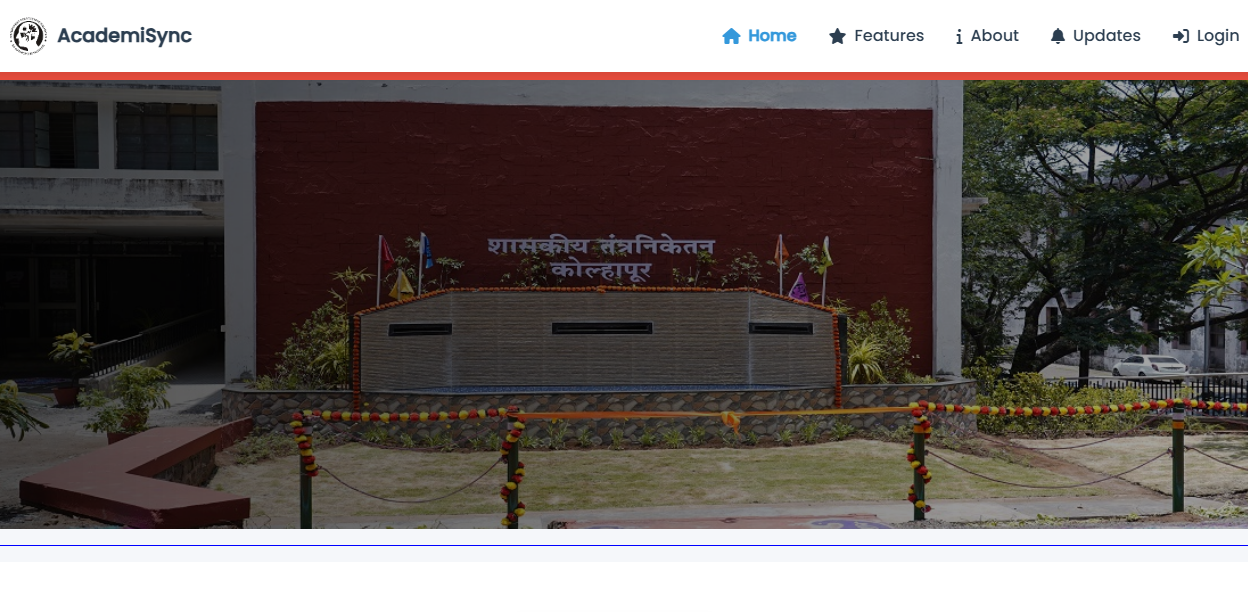 AcademiSync
Home
Features
About
Updates
Login
शासकीय तंत्रनिकेतन
कोल्हापूर